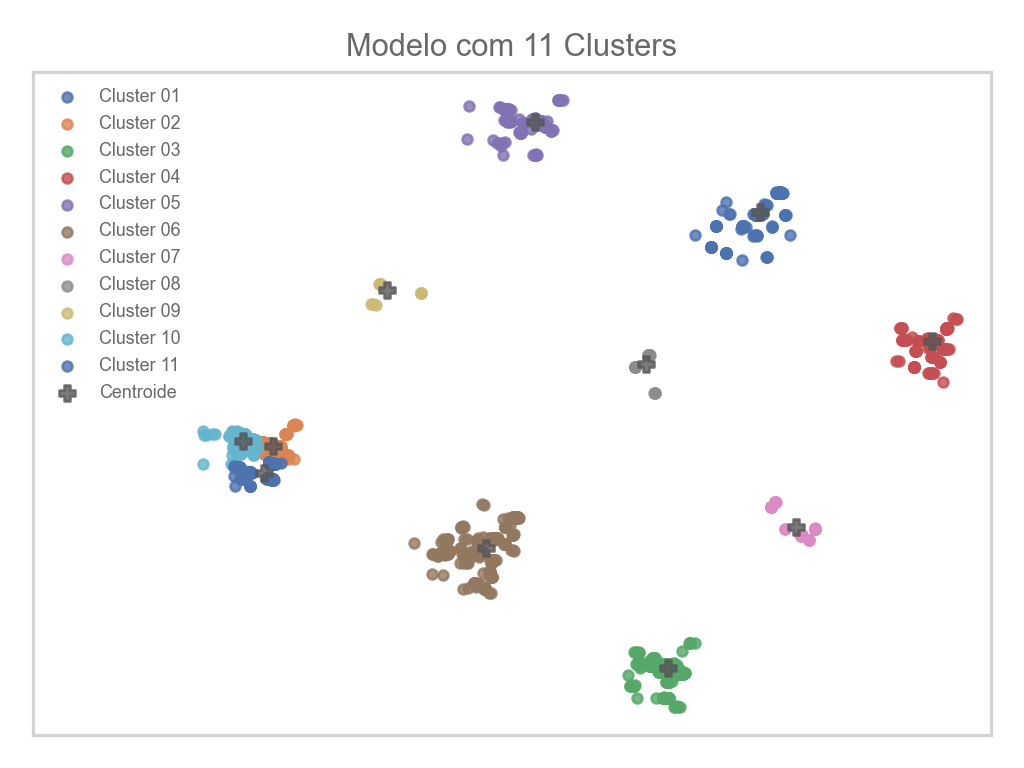 Modelo com 11 Clusters
Cluster 01
Cluster 02
Cluster 03
Cluster 04
Cluster 05
Cluster 06
Cluster 07
Cluster 08
Cluster 09
Cluster 10
Cluster 11
Centroide